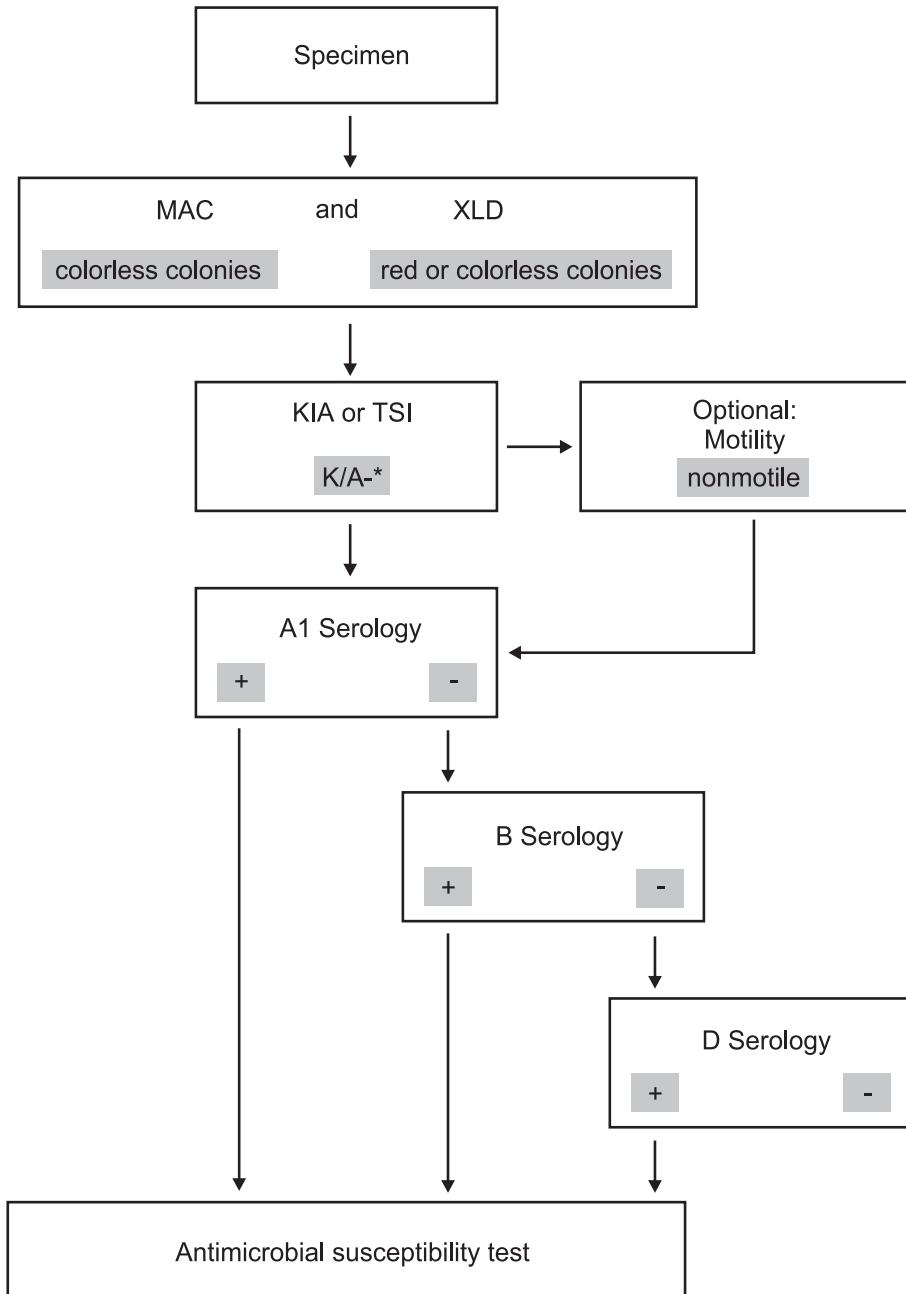 Specimen
MAC and XLD
colorless colonies red or colorless colonies
KIA or TSI
K/A-*
Optional:
Motility
nonmotile
A1 Serology
+ -
B Serology
+ -
D Serology
+ -
Antimicrobial susceptibility test